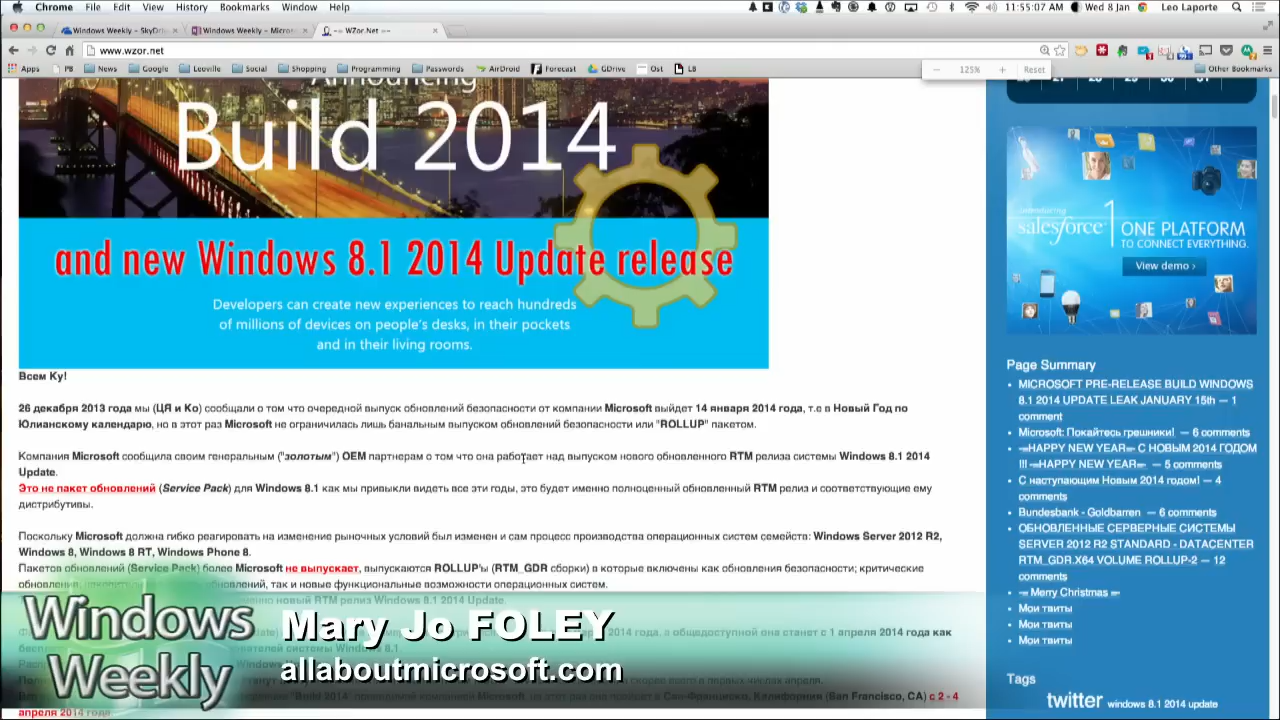 Chrome File Edit View History Bookmarks Window Help
11:55:07 AM Wed 8 Jan Leo Laporte
Windows Weekly – SkyDriv
Windows Weekly – Micros
-= WZor.Net =-
www.wzor.net
Apps PB News Google Leoville Social Shopping Programming Passwords AirDroid Forecast GDrive Ost LB
125% Reset
Other Bookmarks
Announcing
Build 2014
and new Windows 8.1 2014 Update release
Developers can create new experiences to reach hundreds
of millions of devices on people's desks, in their pockets
and in their living rooms.
Всем Ку!
26 декабря 2013 года мы (ЦЯ и Ко) сообщали о том что очередной выпуск обновлений безопасности от компании Microsoft выйдет 14 января 2014 года, т.е в Новый Год по
Юлианскому календарю, но в этот раз Microsoft не ограничилась лишь банальным выпуском обновлений безопасности или "ROLLUP" пакетом.
Компания Microsoft сообщила своим генеральным ("золотым") OEM партнерам о том что она работает над выпуском нового обновленного RTM релиза системы Windows 8.1 2014
Update.
Это не пакет обновлений (Service Pack) для Windows 8.1 как мы привыкли видеть все эти годы, это будет именно полноценный обновленный RTM релиз и соответствующие ему
дистрибутивы.
Поскольку Microsoft должна гибко реагировать на изменение рыночных условий был изменен и сам процесс производства операционных систем семейств: Windows Server 2012 R2,
Windows 8, Windows 8 RT, Windows Phone 8.
Пакетов обновлений (Service Pack) более Microsoft не выпускает, выпускаются ROLLUP'ы (RTM_GDR сборки) в которые включены как обновления безопасности; критические
обновления, обновлений, так и новые функциональные возможности операционных систем.
новый RTM релиз Windows 8.1 2014 Update.
2014 года, а общедоступной она станет с 1 апреля 2014 года как
системы Windows 8.1.
скорее всего в первых числах апреля.
"Build 2014" компанией Microsoft, Сан-Франциско, Калифорния (San Francisco, CA) с 2 - 4
апреля 2014 года
Windows
Weekly
Mary Jo FOLEY
allaboutmicrosoft.com
introducing
salesforce1 ONE PLATFORM
TO CONNECT EVERYTHING.
View demo ›
Page Summary
MICROSOFT PRE-RELEASE BUILD WINDOWS
8.1 2014 UPDATE LEAK JANUARY 15th — 1
comment
Microsoft: Покайтесь грешники! — 6 comments
-=HAPPY NEW YEAR=- С НОВЫМ 2014 ГОДОМ
!!! -=HAPPY NEW YEAR=- — 5 comments
С наступающим Новым 2014 годом! — 4
comments
Bundesbank - Goldbarren — 6 comments
ОБНОВЛЕННЫЕ СЕРВЕРНЫЕ СИСТЕМЫ
SERVER 2012 R2 STANDARD - DATACENTER
RTM_GDR.X64 VOLUME ROLLUP-2 — 12
comments
-= Merry Christmas =-
Мои твиты
Мои твиты
Мои твиты
Tags
twitter windows 8.1 2014 update